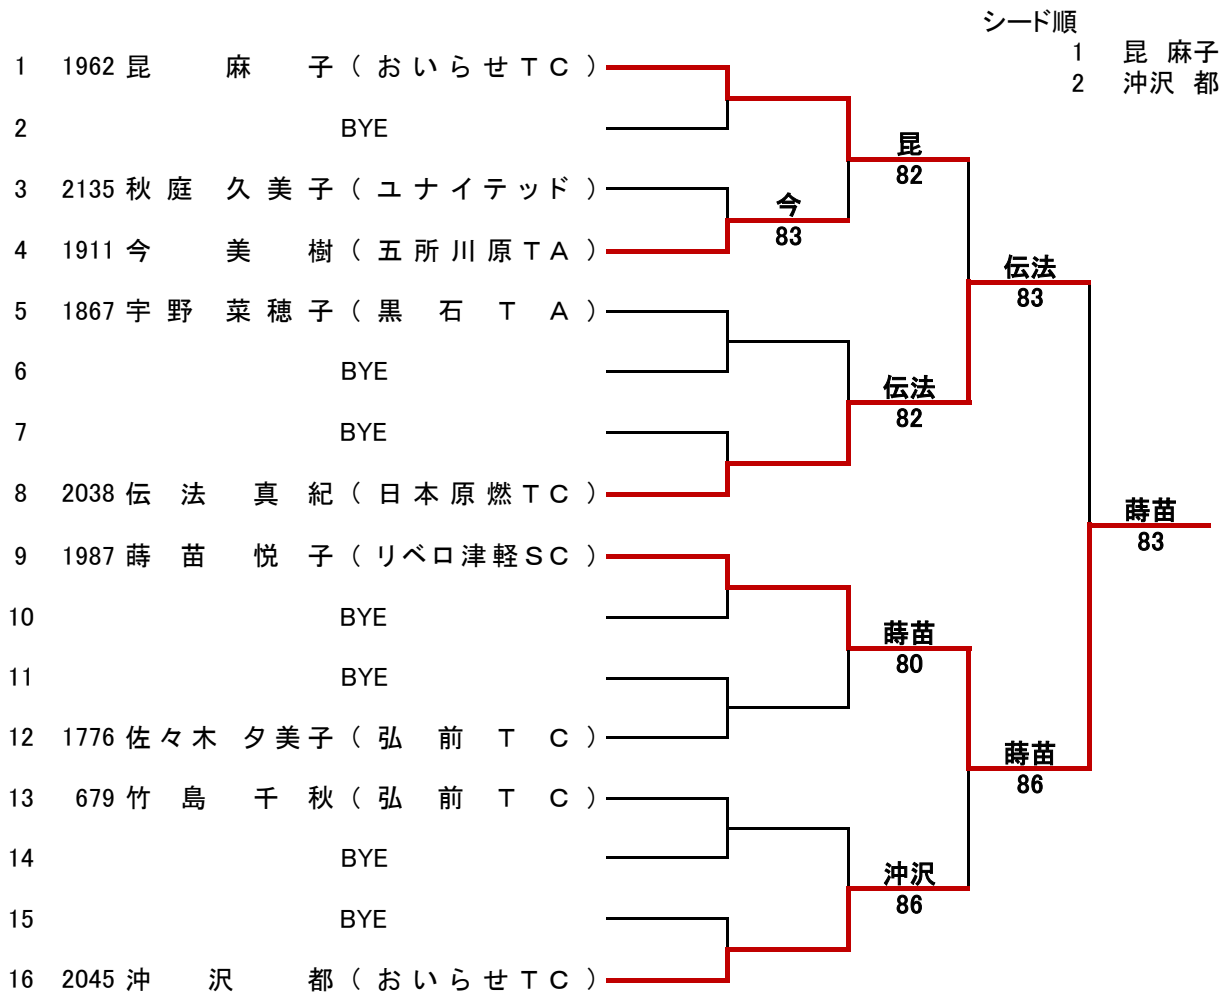 シード順
1 昆 麻子
2 沖沢 都
1 1962 昆 麻 子 ( おいらせTC )
2 BYE
3 2135 秋庭 久美子 ( ユナイテッド )
4 1911 今 美 樹 ( 五所川原TA )
5 1867 宇野 菜穂子 ( 黒石TA )
6 BYE
7 BYE
8 2038 伝法 真紀 ( 日本原燃TC )
9 1987 蒔苗 悦子 ( リベロ津軽SC )
10 BYE
11 BYE
12 1776 佐々木 夕美子 ( 弘前TC )
13 679 竹島 千秋 ( 弘前TC )
14 BYE
15 BYE
16 2045 沖沢 都 ( おいらせTC )
今
83
昆
82
伝法
82
蒔苗
80
沖沢
86
伝法
83
蒔苗
86
蒔苗
83